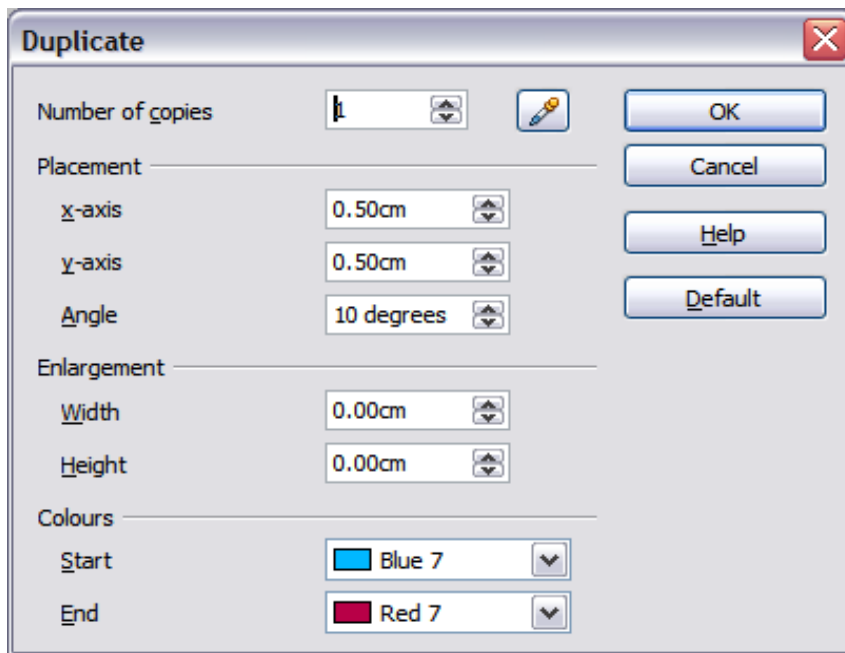 Duplicate
Number of copies 1 OK
Placement Cancel
x-axis 0.50cm
y-axis 0.50cm Help
Angle 10 degrees Default
Enlargement
Width 0.00cm
Height 0.00cm
Colours
Start Blue 7
End Red 7